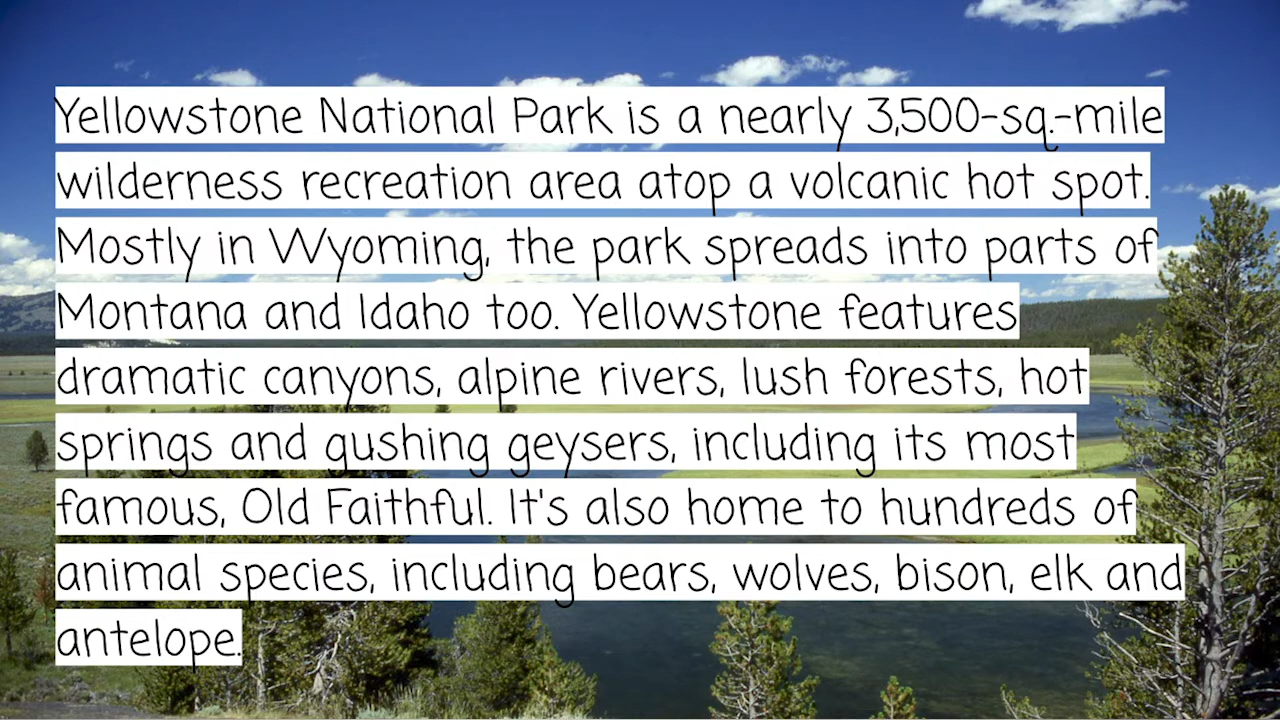 Yellowstone National Park is a nearly 3,500-sq.-mile
wilderness recreation area atop a volcanic hot spot.
Mostly in Wyoming, the park spreads into parts of
Montana and Idaho too. Yellowstone features
dramatic canyons, alpine rivers, lush forests, hot
springs and gushing geysers, including its most
famous, Old Faithful. It's also home to hundreds of
animal species, including bears, wolves, bison, elk and
antelope.